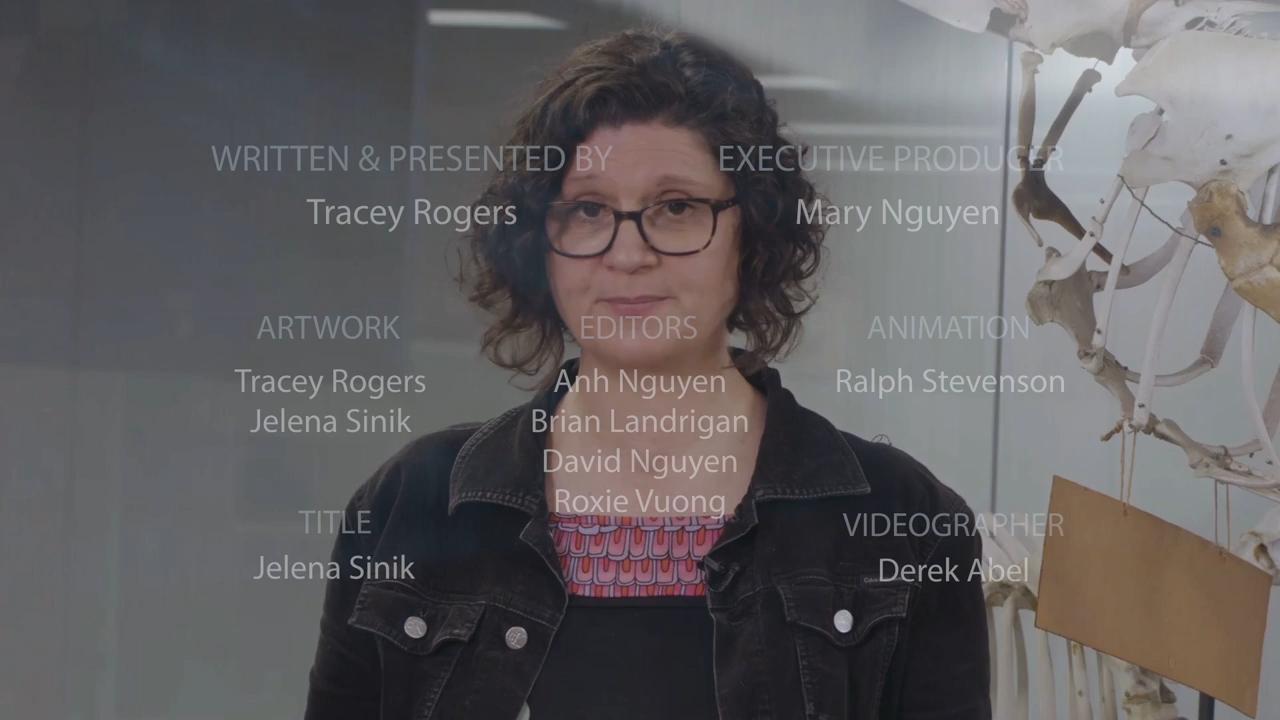 WRITTEN & PRESENTED BY
Tracey Rogers
EXECUTIVE PRODUCER
Mary Nguyen
ARTWORK
Tracey Rogers
Jelena Sinik
EDITORS
Anh Nguyen
Brian Landrigan
David Nguyen
Roxie Vuong
ANIMATION
Ralph Stevenson
TITLE
Jelena Sinik
VIDEOGRAPHER
Derek Abel